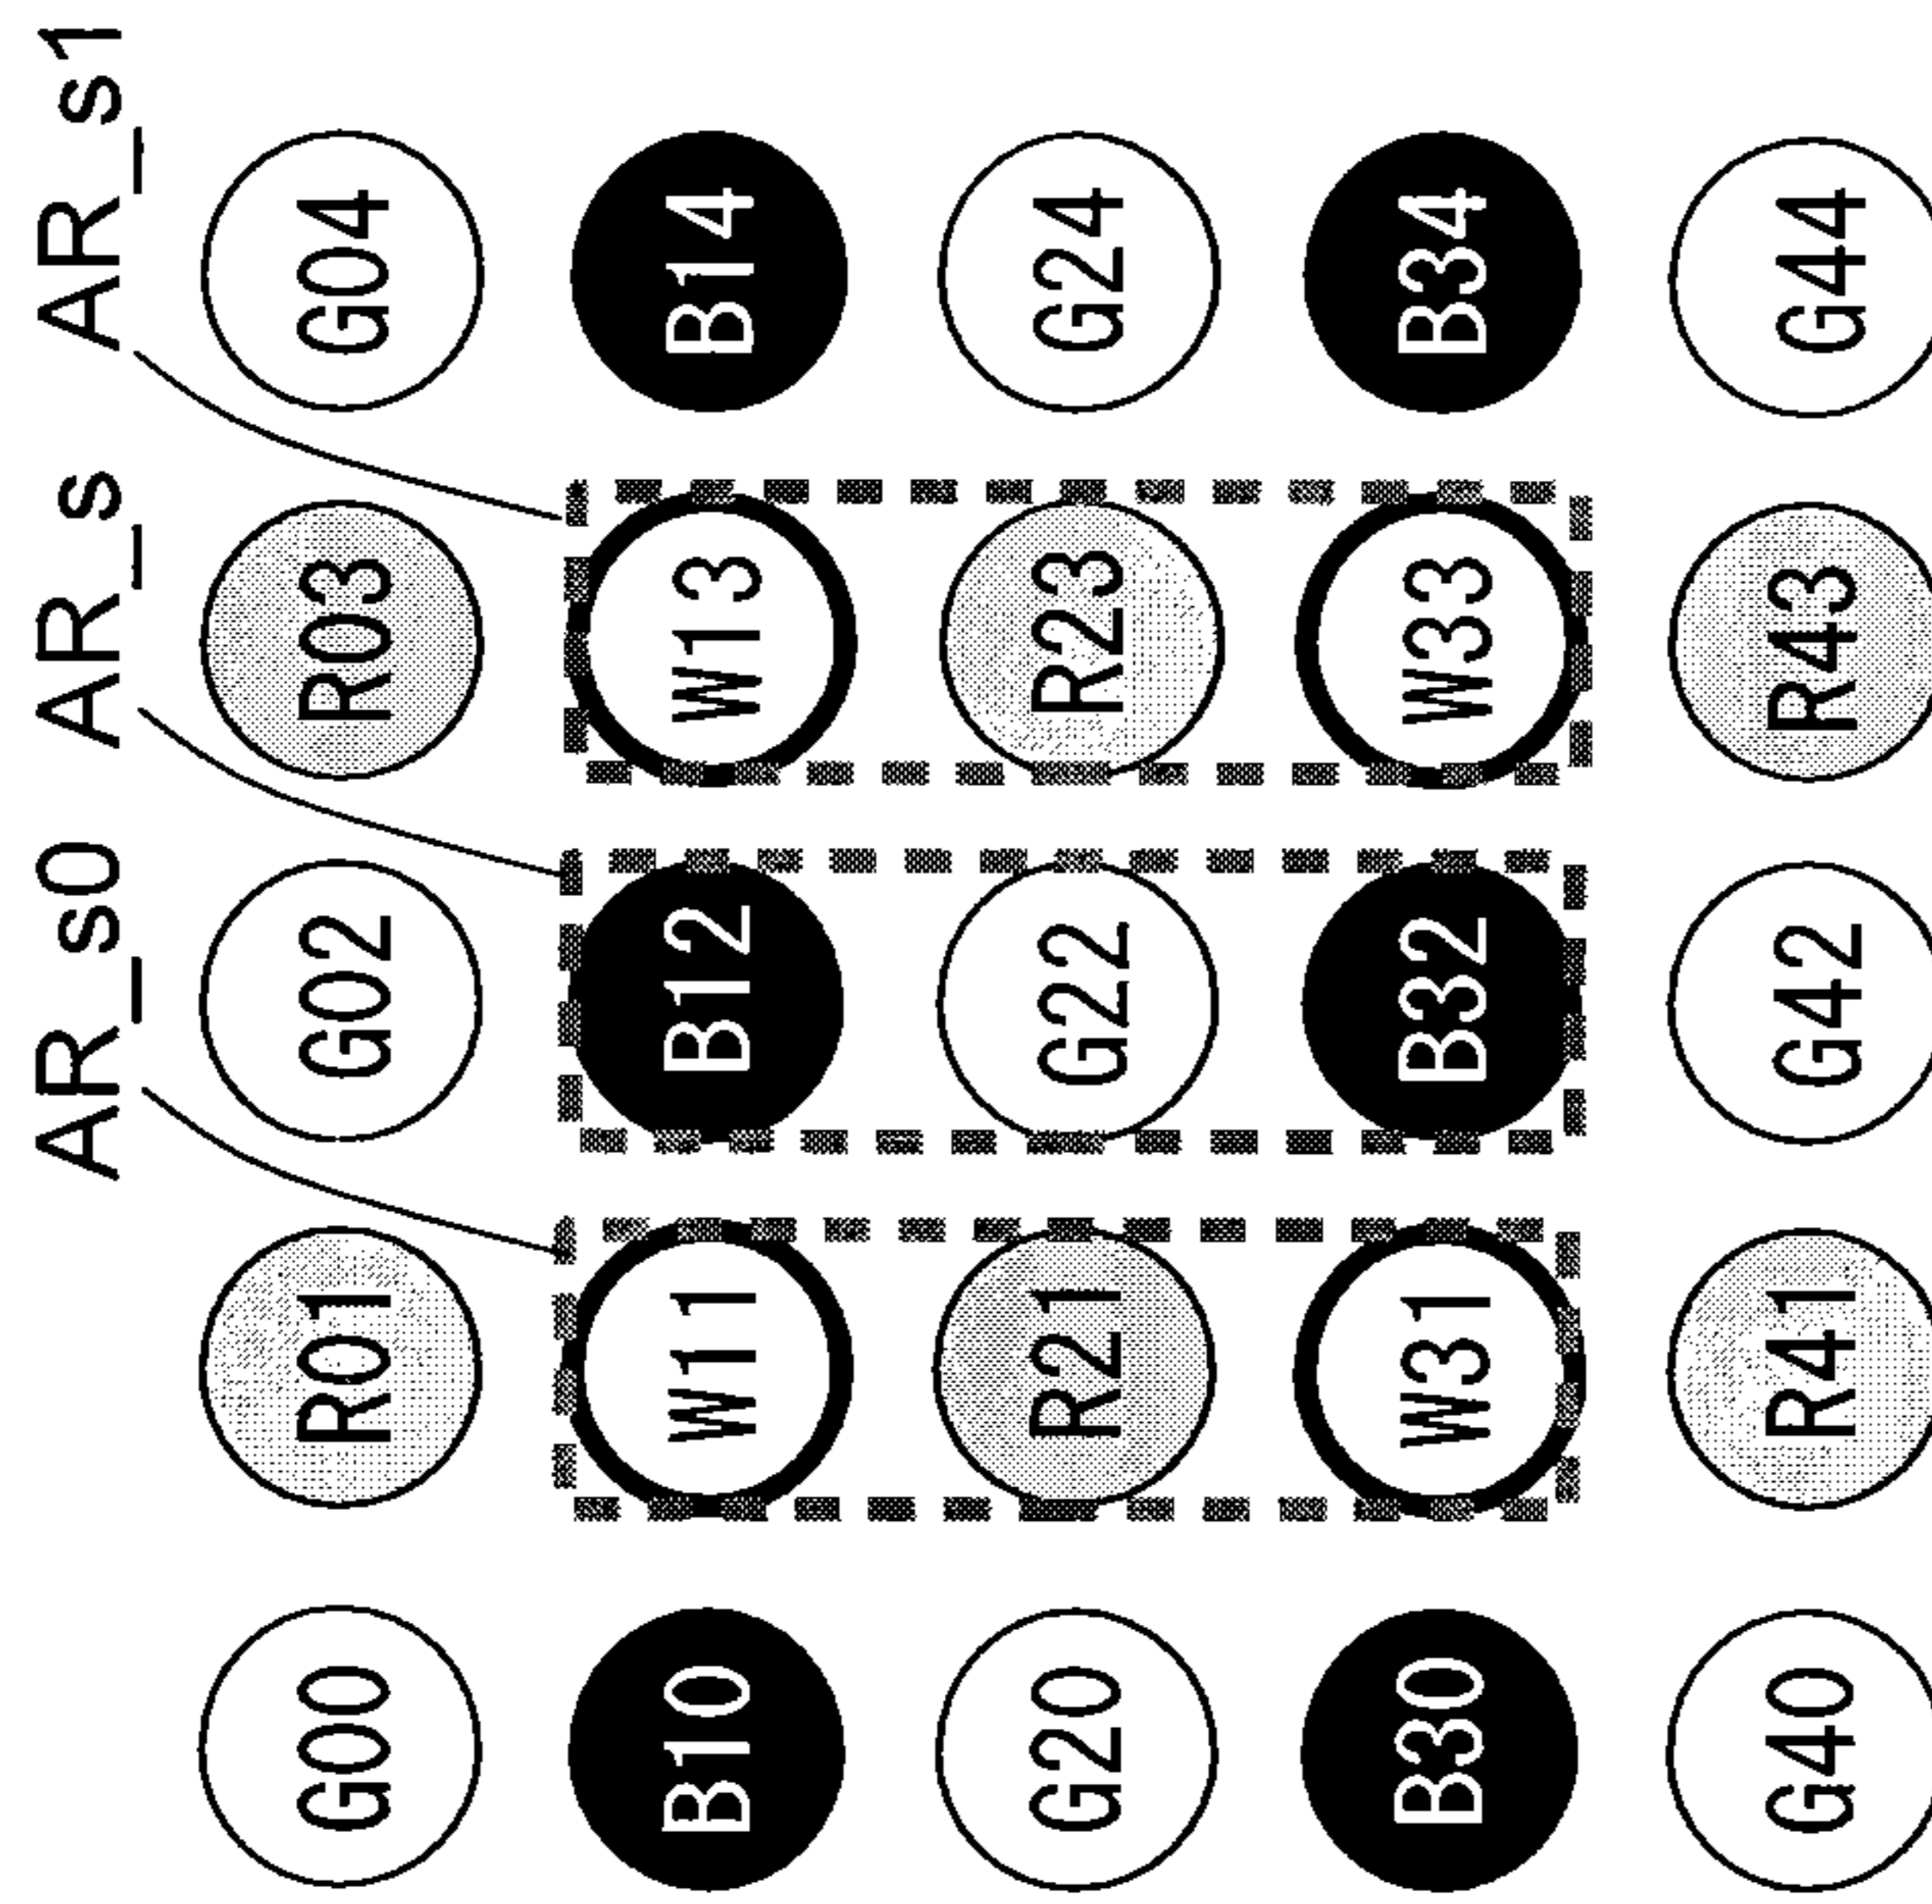 AR_s0 AR_s AR_s1
G00 R01 G02 R03 G04
B10 W11 B12 W13 B14
G20 R21 G22 R23 G24
B30 W31 B32 W33 B34
G40 R41 G42 R43 G44